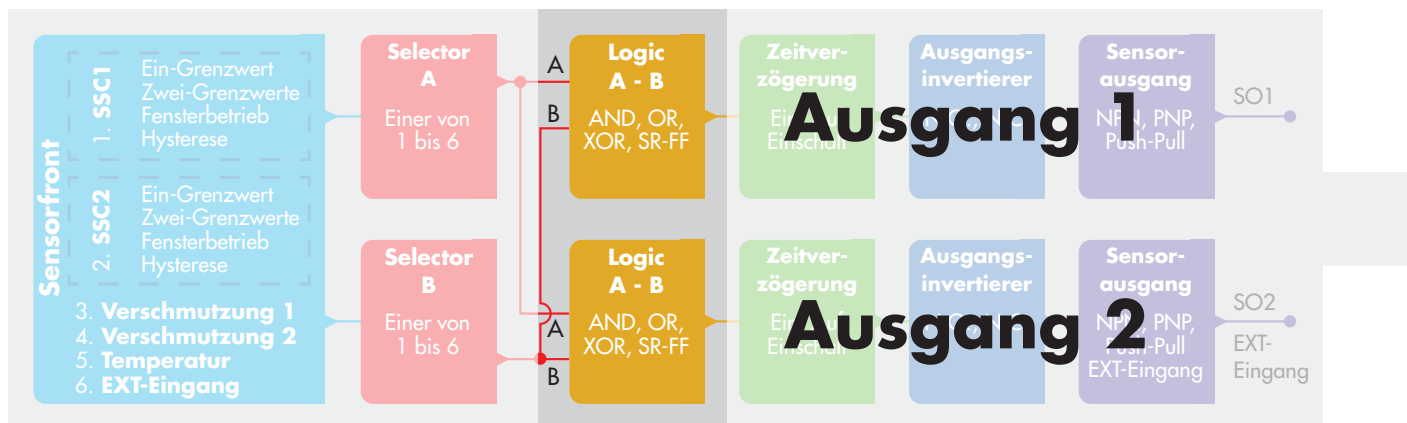 Sensorfront
1. SSC1
Ein-Grenzwert
Zwei-Grenzwerte
Fensterbetrieb
Hysterese
2. SSC2
Ein-Grenzwert
Zwei-Grenzwerte
Fensterbetrieb
Hysterese
3. Verschmutzung 1
4. Verschmutzung 2
5. Temperatur
6. EXT-Eingang
Selector
A
Einer von
1 bis 6
Selector
B
Einer von
1 bis 6
A
B
Logic
A - B
AND, OR,
XOR, SR-FF
A
B
Logic
A - B
AND, OR,
XOR, SR-FF
Zeitver-
zögerung
Ausgangs-
invertierer
Sensor-
ausgang
NPN, PNP,
Push-Pull
Ausgang 1
SO1
Zeitver-
zögerung
Ausgangs-
invertierer
Sensor-
ausgang
NPN, PNP,
Push-Pull
EXT-Eingang
Ausgang 2
SO2
EXT-
Eingang